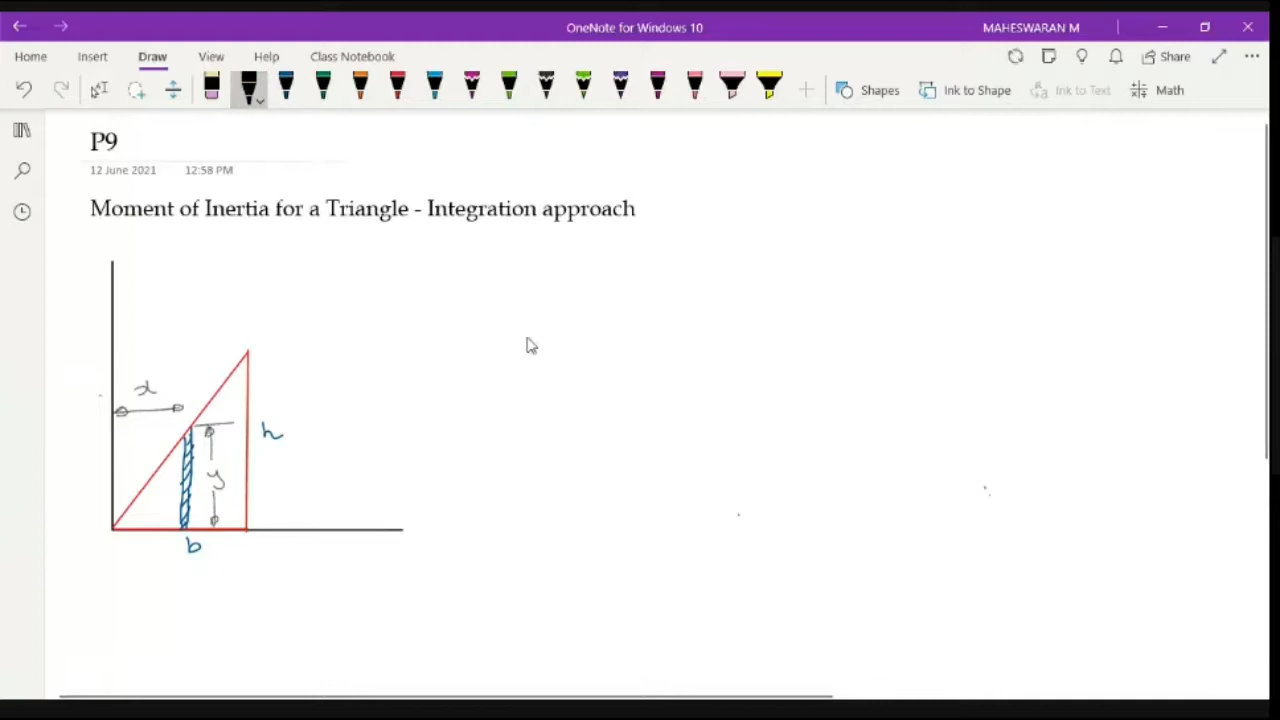 OneNote for Windows 10
MAHESWARAN M
Home Insert Draw View Help Class Notebook Share
Shapes Ink to Shape Ink to Text Math
P9
12 June 2021 12:58 PM
Moment of Inertia for a Triangle - Integration approach
x
h
y
b